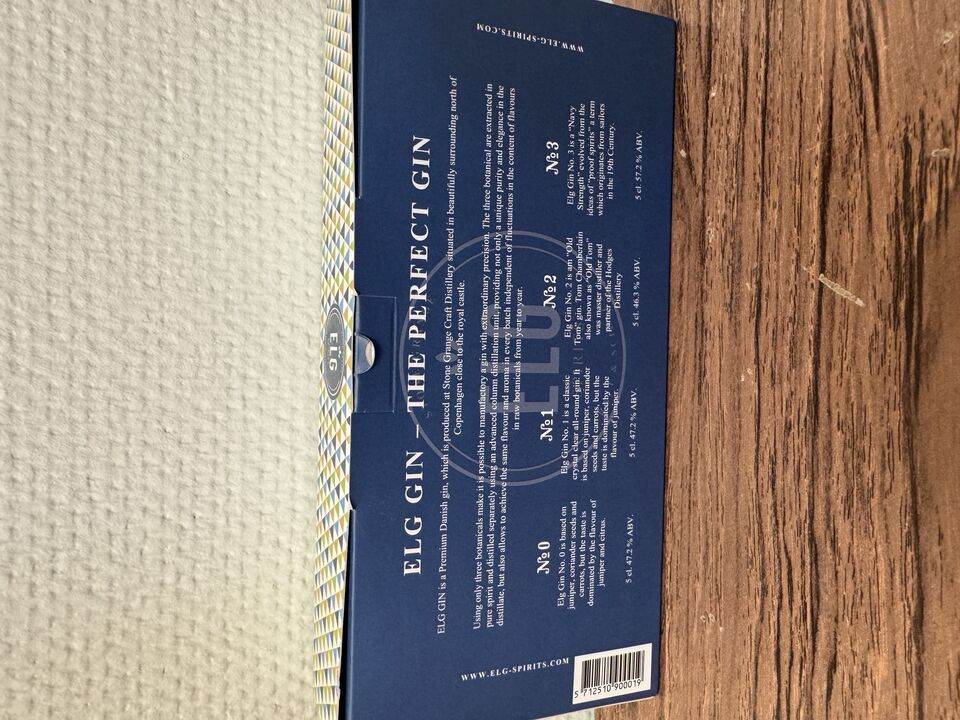 ELG
ELG GIN – THE PERFECT GIN
ELG GIN is a Premium Danish gin, which is produced at Stone Grange Craft Distillery situated in beautifully surrounding north of
Copenhagen close to the royal castle.
Using only three botanicals make it is possible to manufactory a gin with extraordinary precision. The three botanical are extracted in
pure spirit and distilled separately using an advanced column distillation unit, providing not only a unique purity and elegance in the
distillate, but also allows to achieve the same flavour and aroma in every batch independent of fluctuations in the content of flavours
in raw botanicals from year to year.
ELG
№0
Elg Gin No. 0 is based on
juniper, coriander seeds and
carrots, but the taste is
dominated by the flavour of
juniper and citrus.
5 cl. 47.2 % ABV.
№1
Elg Gin No. 1 is a classic
crystal clear all-round gin. It
is based on juniper, coriander
seeds and carrots, but the
taste is dominated by the
flavour of juniper.
5 cl. 47.2 % ABV.
№2
Elg Gin No. 2 is am "Old
Tom" gin. Tom Chamberlain
also known as "Old Tom"
was master distiller and
partner of the Hodges
Distillery
5 cl. 46.3 % ABV.
№3
Elg Gin No. 3 is a "Navy
Strength" evolved from the
ideas of "proof spirits" a term
which originates from sailors
in the 19th Century.
5 cl. 57.2 % ABV.
WWW.ELG-SPIRITS.COM
WWW.ELG-SPIRITS.COM
5 712510 900019